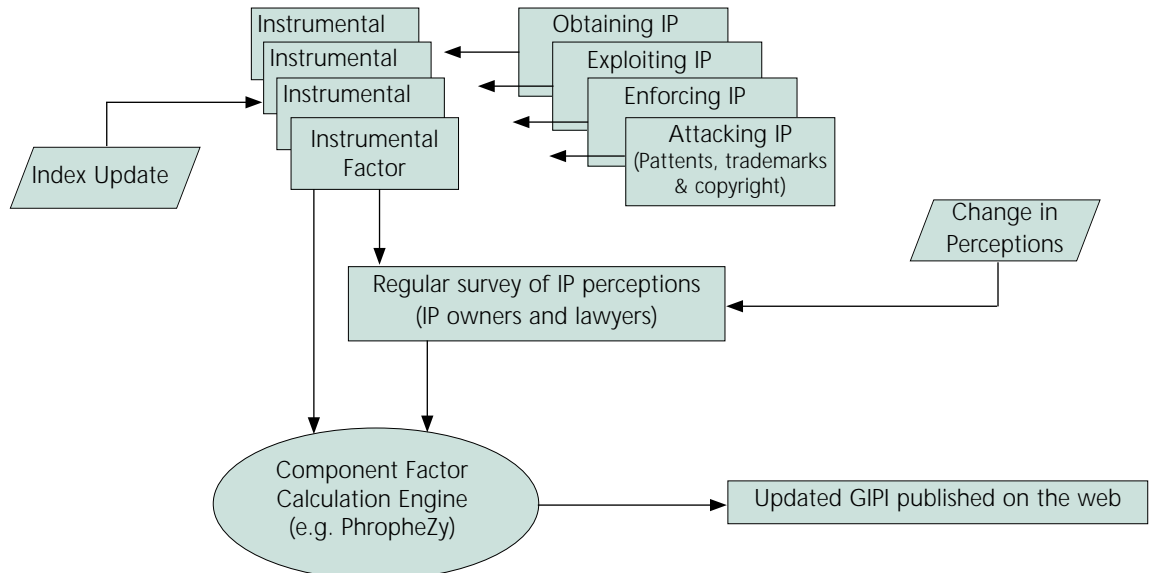 Instrumental
Instrumental
Instrumental
Instrumental
Factor
Obtaining IP
Exploiting IP
Enforcing IP
Attacking IP
(Pattents, trademarks
& copyright)
Index Update
Change in
Perceptions
Regular survey of IP perceptions
(IP owners and lawyers)
Component Factor
Calculation Engine
(e.g. PhropheZy)
Updated GIPI published on the web